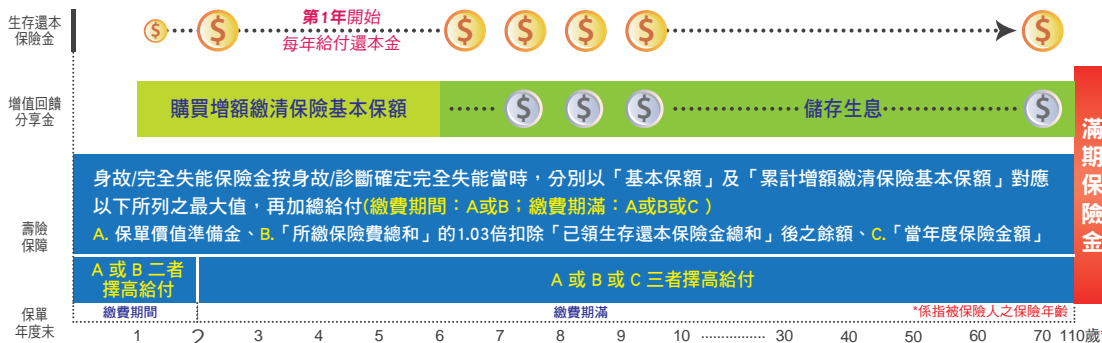 生存還本
保險金
第1年開始
每年給付還本金
增值回饋
分享金
購買增額繳清保險基本保額
儲存生息
滿期保險金
壽險
保障
身故/完全失能保險金按身故/診斷確定完全失能當時,分別以「基本保額」及「累計增額繳清保險基本保額」對應
以下所列之最大值,再加總給付(繳費期間:A或B;繳費期滿:A或B或C )
A. 保單價值準備金、B.「所繳保險費總和」的1.03倍扣除「已領生存還本保險金總和」後之餘額、C.「當年度保險金額」
A 或 B 二者
擇高給付
A 或 B 或 C 三者擇高給付
保單
年度末
繳費期間
繳費期滿
*係指被保險人之保險年齡
1 2 3 4 5 6 7 8 9 10 ················ 30 40 50 60 70 110歲*